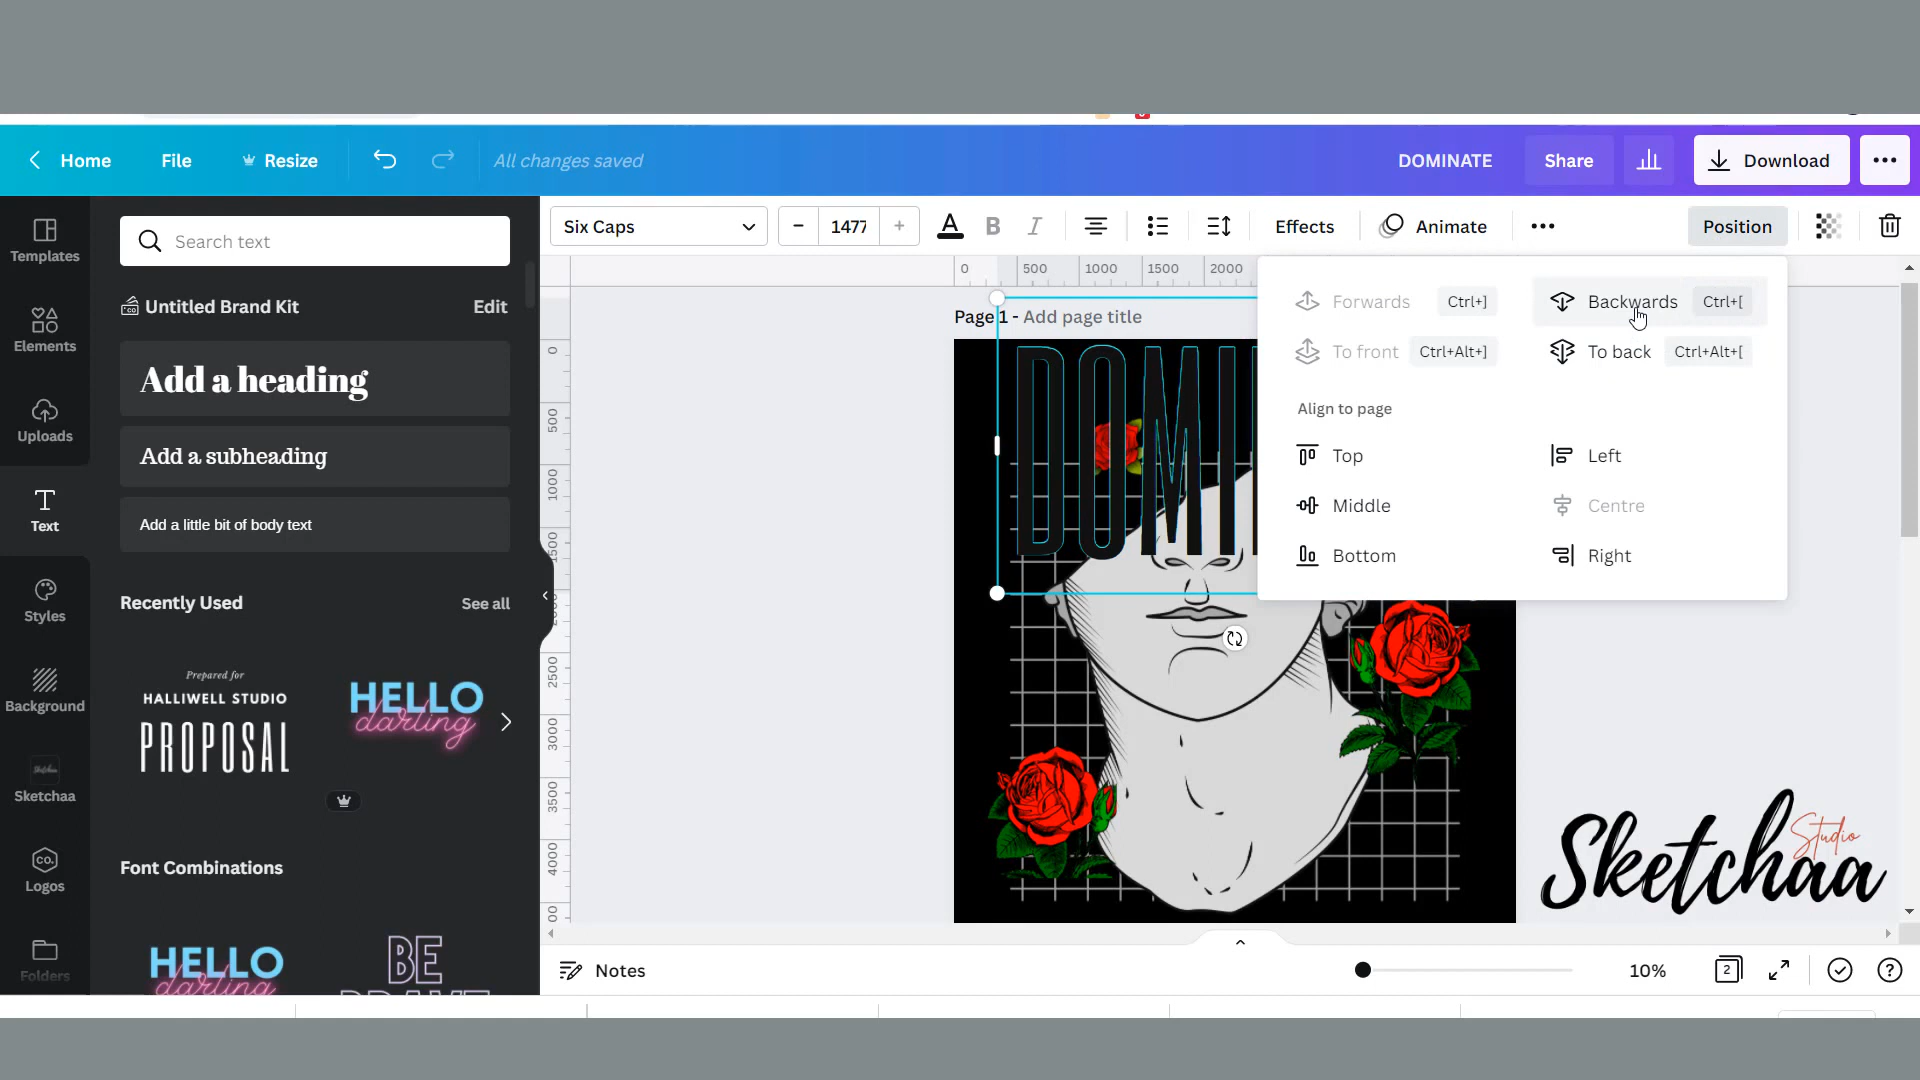 Home
File
Resize
All changes saved
DOMINATE
Share
Download
Templates
Elements
Uploads
Text
Styles
Background
Sketchaa
Logos
Folders
Search text
Untitled Brand Kit
Edit
Add a heading
Add a subheading
Add a little bit of body text
Recently Used
See all
Prepared for
HALLIWELL STUDIO
PROPOSAL
HELLO
darling
Font Combinations
HELLO
darling
BE
BRAVE
Six Caps
1477
A
B
I
Effects
Animate
Position
0
500
1000
1500
2000
Page 1 - Add page title
0
500
1000
2500
3000
3500
4000
DOMI
Forwards
Ctrl+]
Backwards
Ctrl+[
To front
Ctrl+Alt+]
To back
Ctrl+Alt+[
Align to page
Top
Left
Middle
Centre
Bottom
Right
Sketchaa
Studio
Notes
10%
2
?